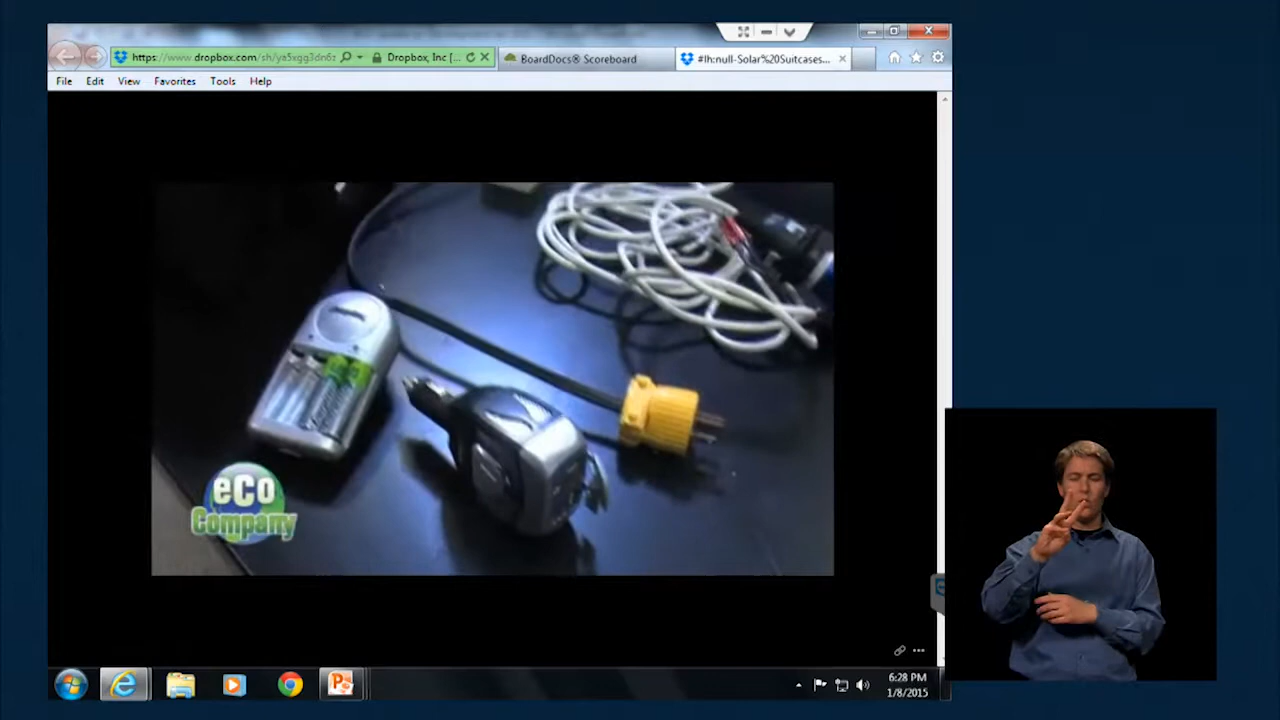 https://www.dropbox.com/sh/ya5xgg3dn6z
Dropbox, Inc [...
BoardDocs® Scoreboard
#lh:null-Solar%20Suitcases...
File Edit View Favorites Tools Help
eco
Company
6:28 PM
1/8/2015